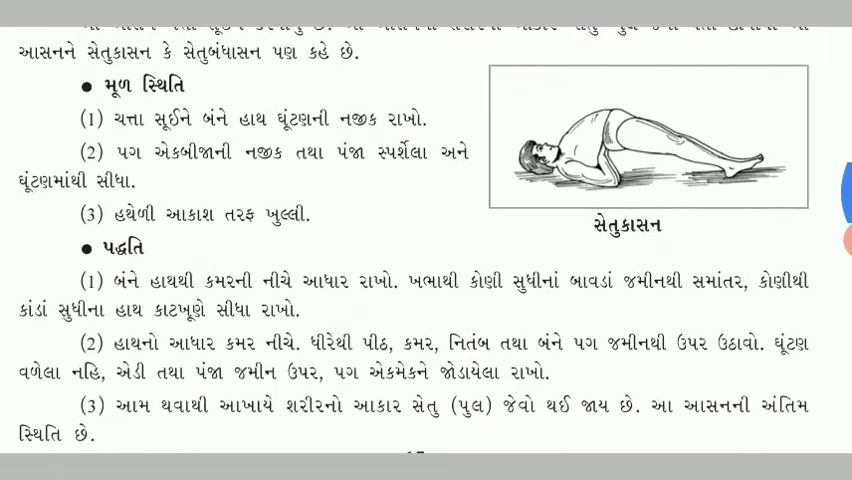 આસનને સેતુકાસન કે સેતુબંધાસન પણ કહે છે.
● મૂળ સ્થિતિ
(1) ચત્તા સૂઈને બંને હાથ ઘૂંટણની નજીક રાખો.
(2) પગ એકબીજાની નજીક તથા પંજા સ્પર્શેલા અને
ઘૂંટણમાંથી સીધા.
(3) હથેળી આકાશ તરફ ખુલ્લી.
સેતુકાસન
● પદ્ધતિ
(1) બંને હાથથી કમરની નીચે આધાર રાખો. ખભાથી કોણી સુધીનાં બાવડાં જમીનથી સમાંતર, કોણીથી
કાંડાં સુધીના હાથ કાટખૂણે સીધા રાખો.
(2) હાથનો આધાર કમર નીચે. ધીરેથી પીઠ, કમર, નિતંબ તથા બંને પગ જમીનથી ઉપર ઉઠાવો. ઘૂંટણ
વળેલા નહિ, એડી તથા પંજા જમીન ઉપર, પગ એકમેકને જોડાયેલા રાખો.
(3) આમ થવાથી આખાયે શરીરનો આકાર સેતુ (પુલ) જેવો થઈ જાય છે. આ આસનની અંતિમ
સ્થિતિ છે.